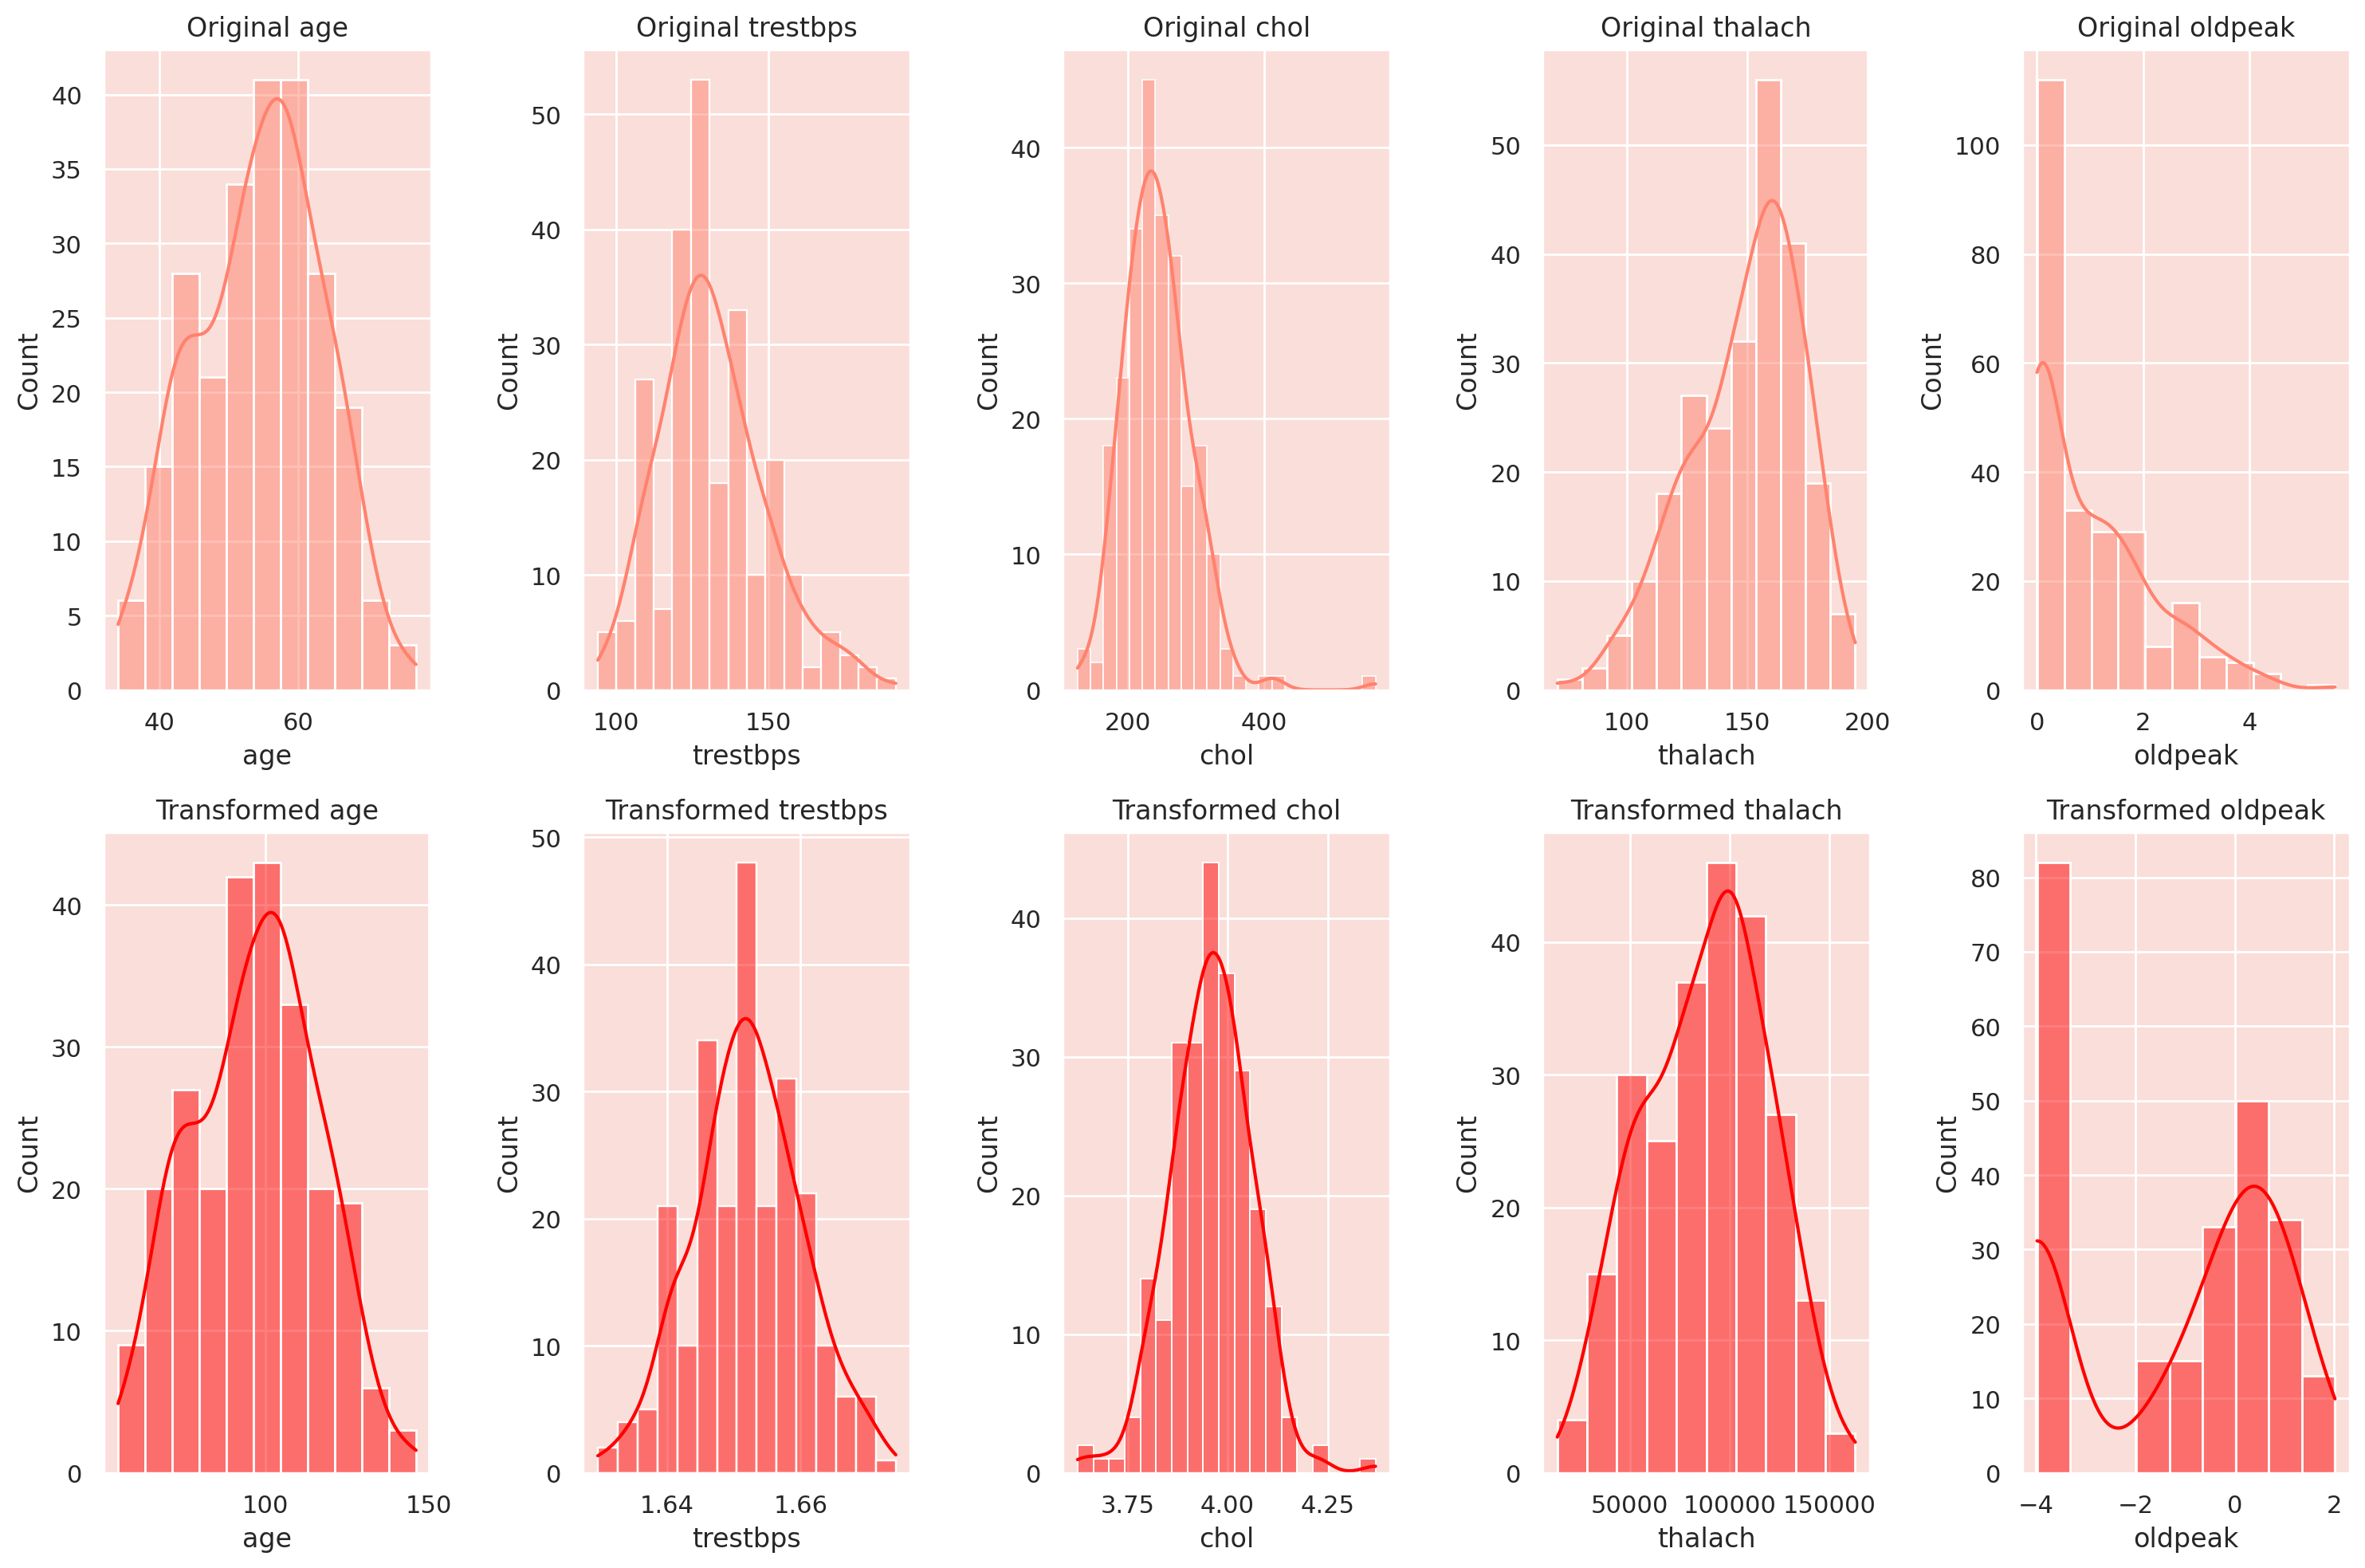 Original age
Original trestbps
Original chol
Original thalach
Original oldpeak
Count
40
35
30
25
20
15
10
5
0
40 60
age
Count
50
40
30
20
10
0
100 150
trestbps
Count
40
30
20
10
0
200 400
chol
Count
50
40
30
20
10
0
100 150 200
thalach
Count
100
80
60
40
20
0
0 2 4
oldpeak
Transformed age
Transformed trestbps
Transformed chol
Transformed thalach
Transformed oldpeak
Count
40
30
20
10
0
100 150
age
Count
50
40
30
20
10
0
1.64 1.66
trestbps
Count
40
30
20
10
0
3.75 4.00 4.25
chol
Count
40
30
20
10
0
50000 100000 150000
thalach
Count
80
70
60
50
40
30
20
10
0
−4 −2 0 2
oldpeak